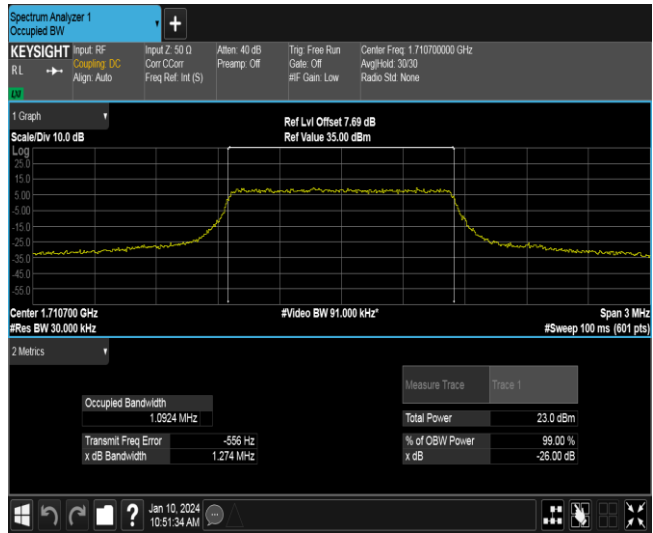 Spectrum Analyzer 1
Occupied BW
+
KEYSIGHT
RL
LXI
Input: RF
Coupling: DC
Align: Auto
Input Z: 50 Ω
Corr CCorr
Freq Ref: Int (S)
Atten: 40 dB
Preamp: Off
Trig: Free Run
Gate: Off
#IF Gain: Low
Center Freq: 1.710700000 GHz
Avg|Hold: 30/30
Radio Std: None
1 Graph
Scale/Div 10.0 dB
Ref Lvl Offset 7.69 dB
Ref Value 35.00 dBm
Log
25.0
15.0
5.00
-5.00
-15.0
-25.0
-35.0
-45.0
-55.0
Center 1.710700 GHz
#Video BW 91.000 kHz*
Span 3 MHz
#Res BW 30.000 kHz
#Sweep 100 ms (601 pts)
2 Metrics
Measure Trace Trace 1
Occupied Bandwidth
1.0924 MHz
Total Power 23.0 dBm
Transmit Freq Error -556 Hz
% of OBW Power 99.00 %
x dB Bandwidth 1.274 MHz
x dB -26.00 dB
?
Jan 10, 2024
10:51:34 AM